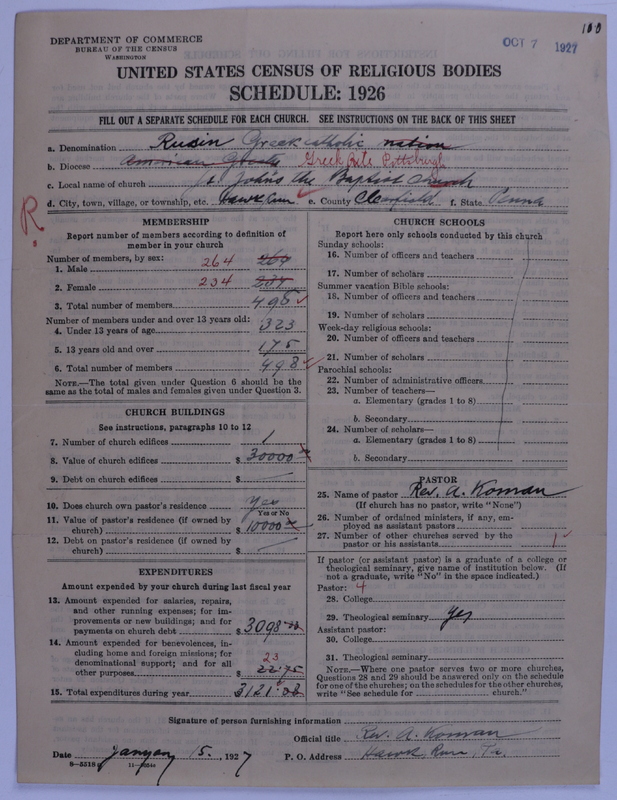 100
DEPARTMENT OF COMMERCE
BUREAU OF THE CENSUS
WASHINGTON
OCT 7 1927
UNITED STATES CENSUS OF RELIGIOUS BODIES
SCHEDULE: 1926
FILL OUT A SEPARATE SCHEDULE FOR EACH CHURCH. SEE INSTRUCTIONS ON THE BACK OF THIS SHEET
a. Denomination Rusin Greek catholic nation
b. Diocese American Greek Rite Pittsburgh
c. Local name of church St. John's the Baptist Church
d. City, town, village, or township, etc. Hawk Run e. County Clearfield f. State Penna
R.
MEMBERSHIP
Report number of members according to definition of
member in your church
Number of members, by sex:
1. Male 264 264
2. Female 234 234
3. Total number of members 498
Number of members under and over 13 years old:
4. Under 13 years of age 323
5. 13 years old and over 175
6. Total number of members 498
NOTE.—The total given under Question 6 should be the
same as the total of males and females given under Question 3.
CHURCH BUILDINGS
See instructions, paragraphs 10 to 12
7. Number of church edifices 1
8. Value of church edifices $ 30000
9. Debt on church edifices $
10. Does church own pastor's residence yes
Yes or No
11. Value of pastor's residence (if owned by
church) $ 10000
12. Debt on pastor's residence (if owned by
church) $
EXPENDITURES
Amount expended by your church during last fiscal year
13. Amount expended for salaries, repairs,
and other running expenses; for im-
provements or new buildings; and for
payments on church debt $ 3098
14. Amount expended for benevolences, in-
cluding home and foreign missions; for
denominational support; and for all
other purposes $ 23 22.75
15. Total expenditures during year $ 3121
CHURCH SCHOOLS
Report here only schools conducted by this church
Sunday schools:
16. Number of officers and teachers
17. Number of scholars
Summer vacation Bible schools:
18. Number of officers and teachers
19. Number of scholars
Week-day religious schools:
20. Number of officers and teachers
21. Number of scholars
Parochial schools:
22. Number of administrative officers
23. Number of teachers—
a. Elementary (grades 1 to 8)
b. Secondary
24. Number of scholars—
a. Elementary (grades 1 to 8)
b. Secondary
PASTOR
25. Name of pastor Rev. A. Koman
(If church has no pastor, write "None")
26. Number of ordained ministers, if any, em-
ployed as assistant pastors
27. Number of other churches served by the
pastor or his assistants 1
If pastor (or assistant pastor) is a graduate of a college or
theological seminary, give name of institution below. (If
not a graduate, write "No" in the space indicated.)
Pastor: 4
28. College
29. Theological seminary yes
Assistant pastor:
30. College
31. Theological seminary
NOTE.—Where one pastor serves two or more churches,
Questions 28 and 29 should be answered only on the schedule
for one of the churches; on the schedules for the other churches,
write "See schedule for church."
Signature of person furnishing information
Official title Rev. A. Koman
Date 15, 1927 P. O. Address Hawk Run, Pa.
8-5518